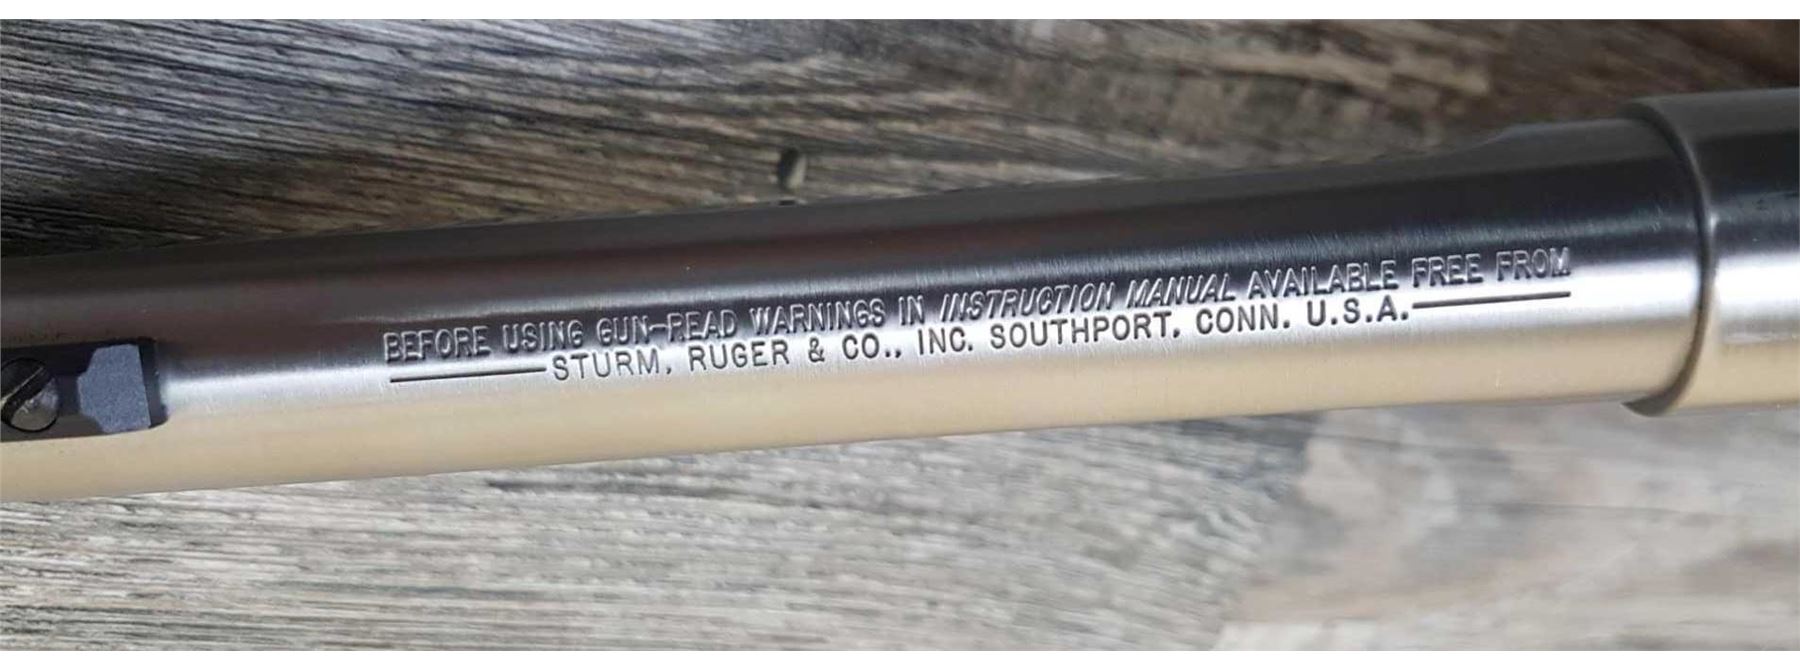 BEFORE USING GUN-READ WARNINGS IN INSTRUCTION MANUAL AVAILABLE FREE FROM
STURM, RUGER & CO., INC. SOUTHPORT, CONN. U.S.A.